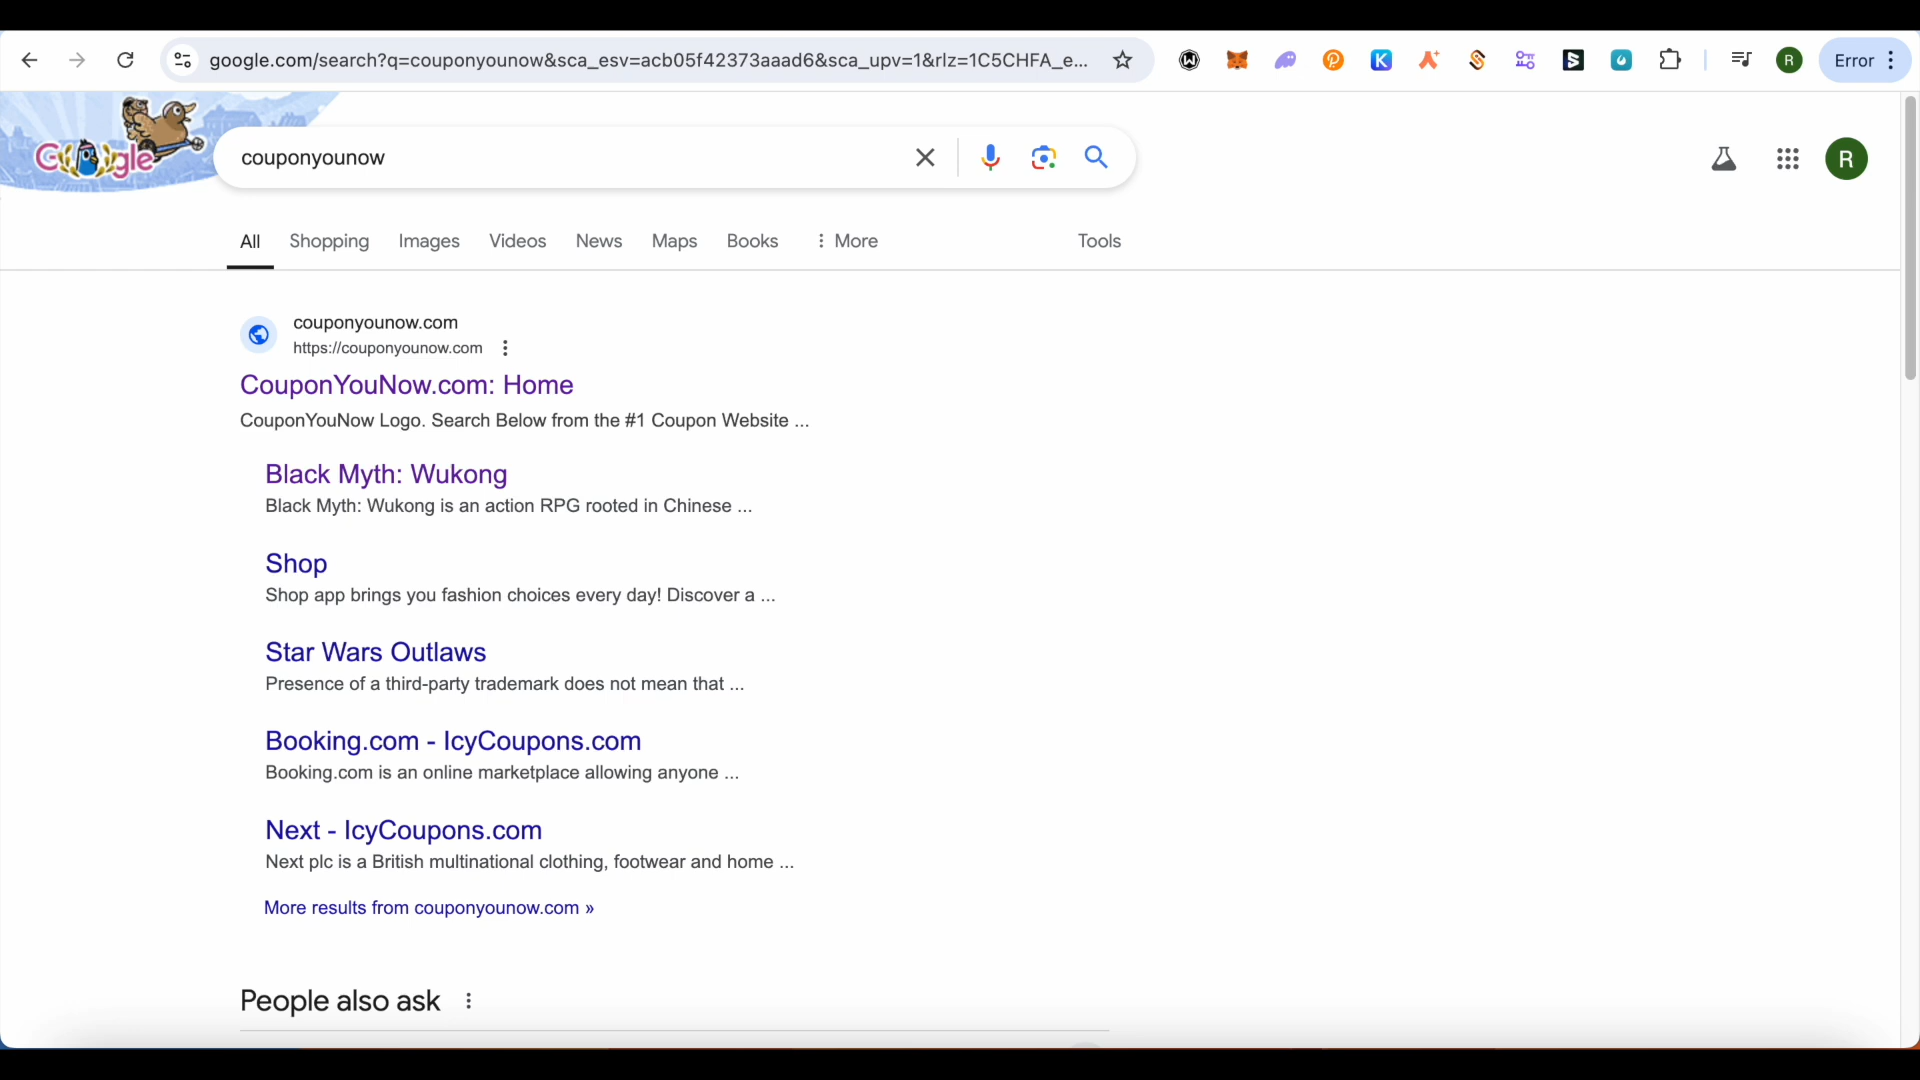 google.com/search?q=couponyounow&sca_esv=acb05f42373aaad6&sca_upv=1&rlz=1C5CHFA_e...
R
Error
Google
couponyounow
R
All
Shopping
Images
Videos
News
Maps
Books
More
Tools
couponyounow.com
https://couponyounow.com
CouponYouNow.com: Home
CouponYouNow Logo. Search Below from the #1 Coupon Website ...
Black Myth: Wukong
Black Myth: Wukong is an action RPG rooted in Chinese ...
Shop
Shop app brings you fashion choices every day! Discover a ...
Star Wars Outlaws
Presence of a third-party trademark does not mean that ...
Booking.com - IcyCoupons.com
Booking.com is an online marketplace allowing anyone ...
Next - IcyCoupons.com
Next plc is a British multinational clothing, footwear and home ...
More results from couponyounow.com »
People also ask